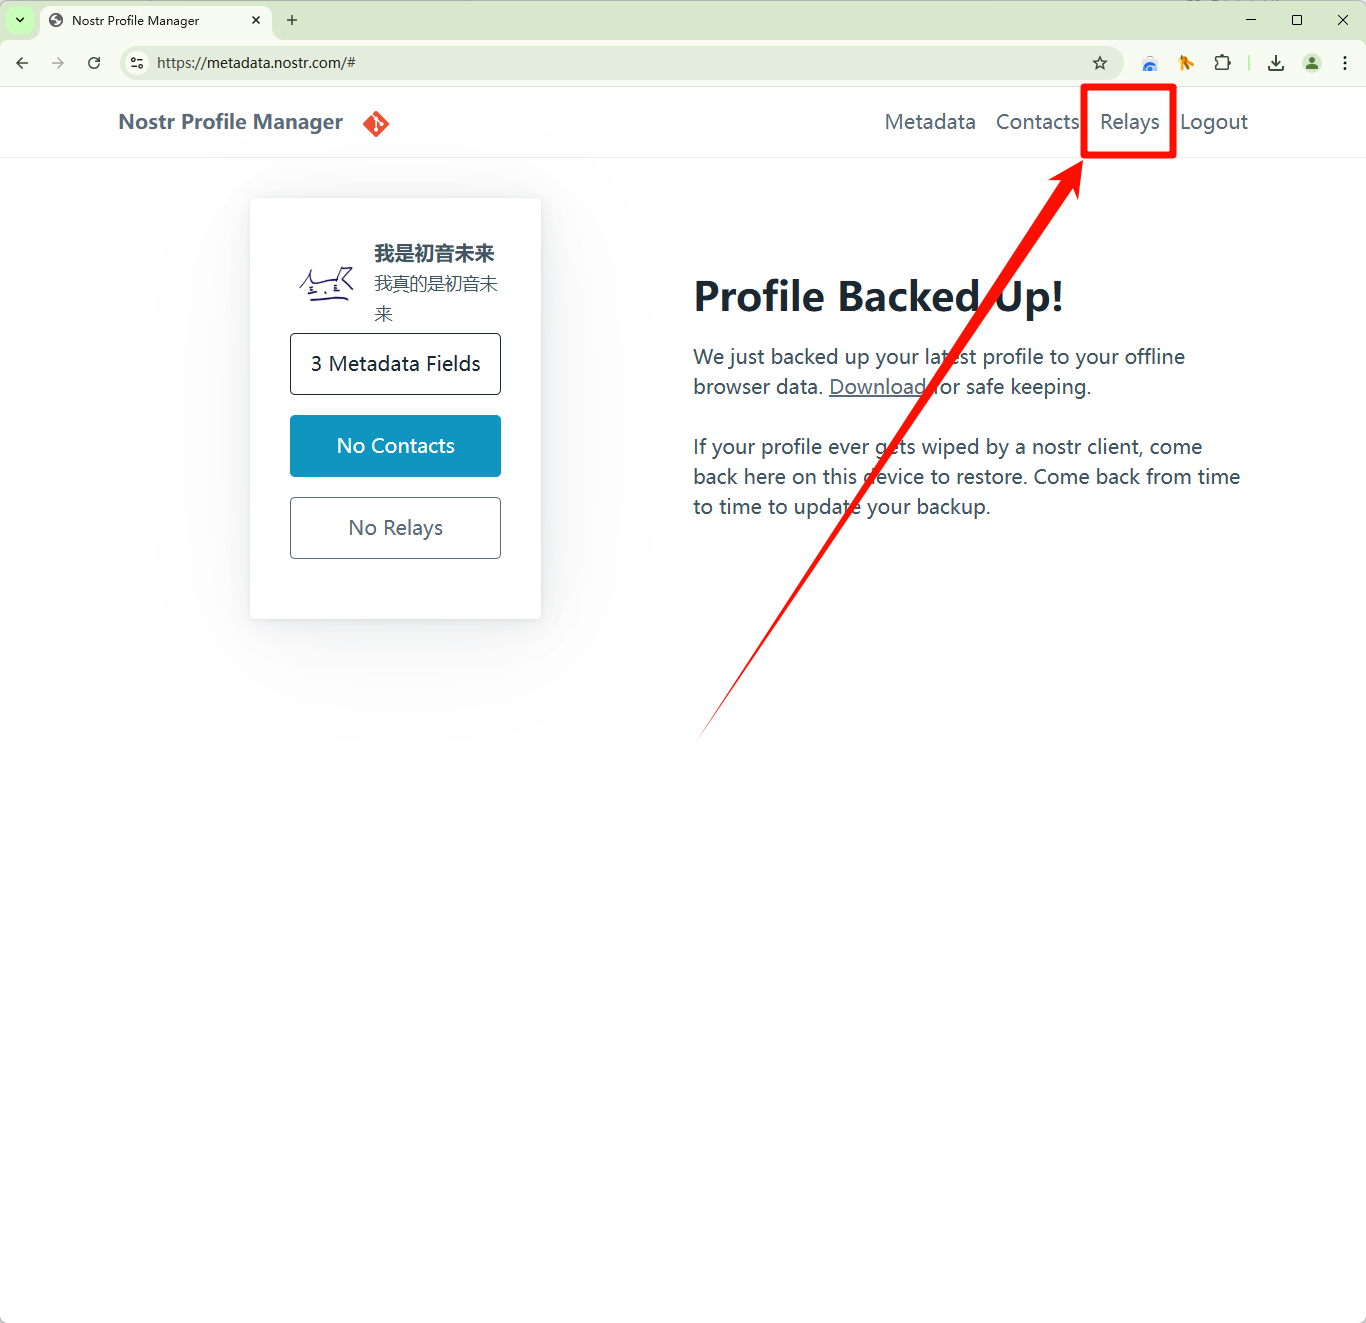 Nostr Profile Manager
https://metadata.nostr.com/#
Nostr Profile Manager
Metadata Contacts Relays Logout
我是初音未来
我真的是初音未
来
3 Metadata Fields
No Contacts
No Relays
Profile Backed Up!
We just backed up your latest profile to your offline
browser data. Download for safe keeping.
If your profile ever gets wiped by a nostr client, come
back here on this device to restore. Come back from time
to time to update your backup.